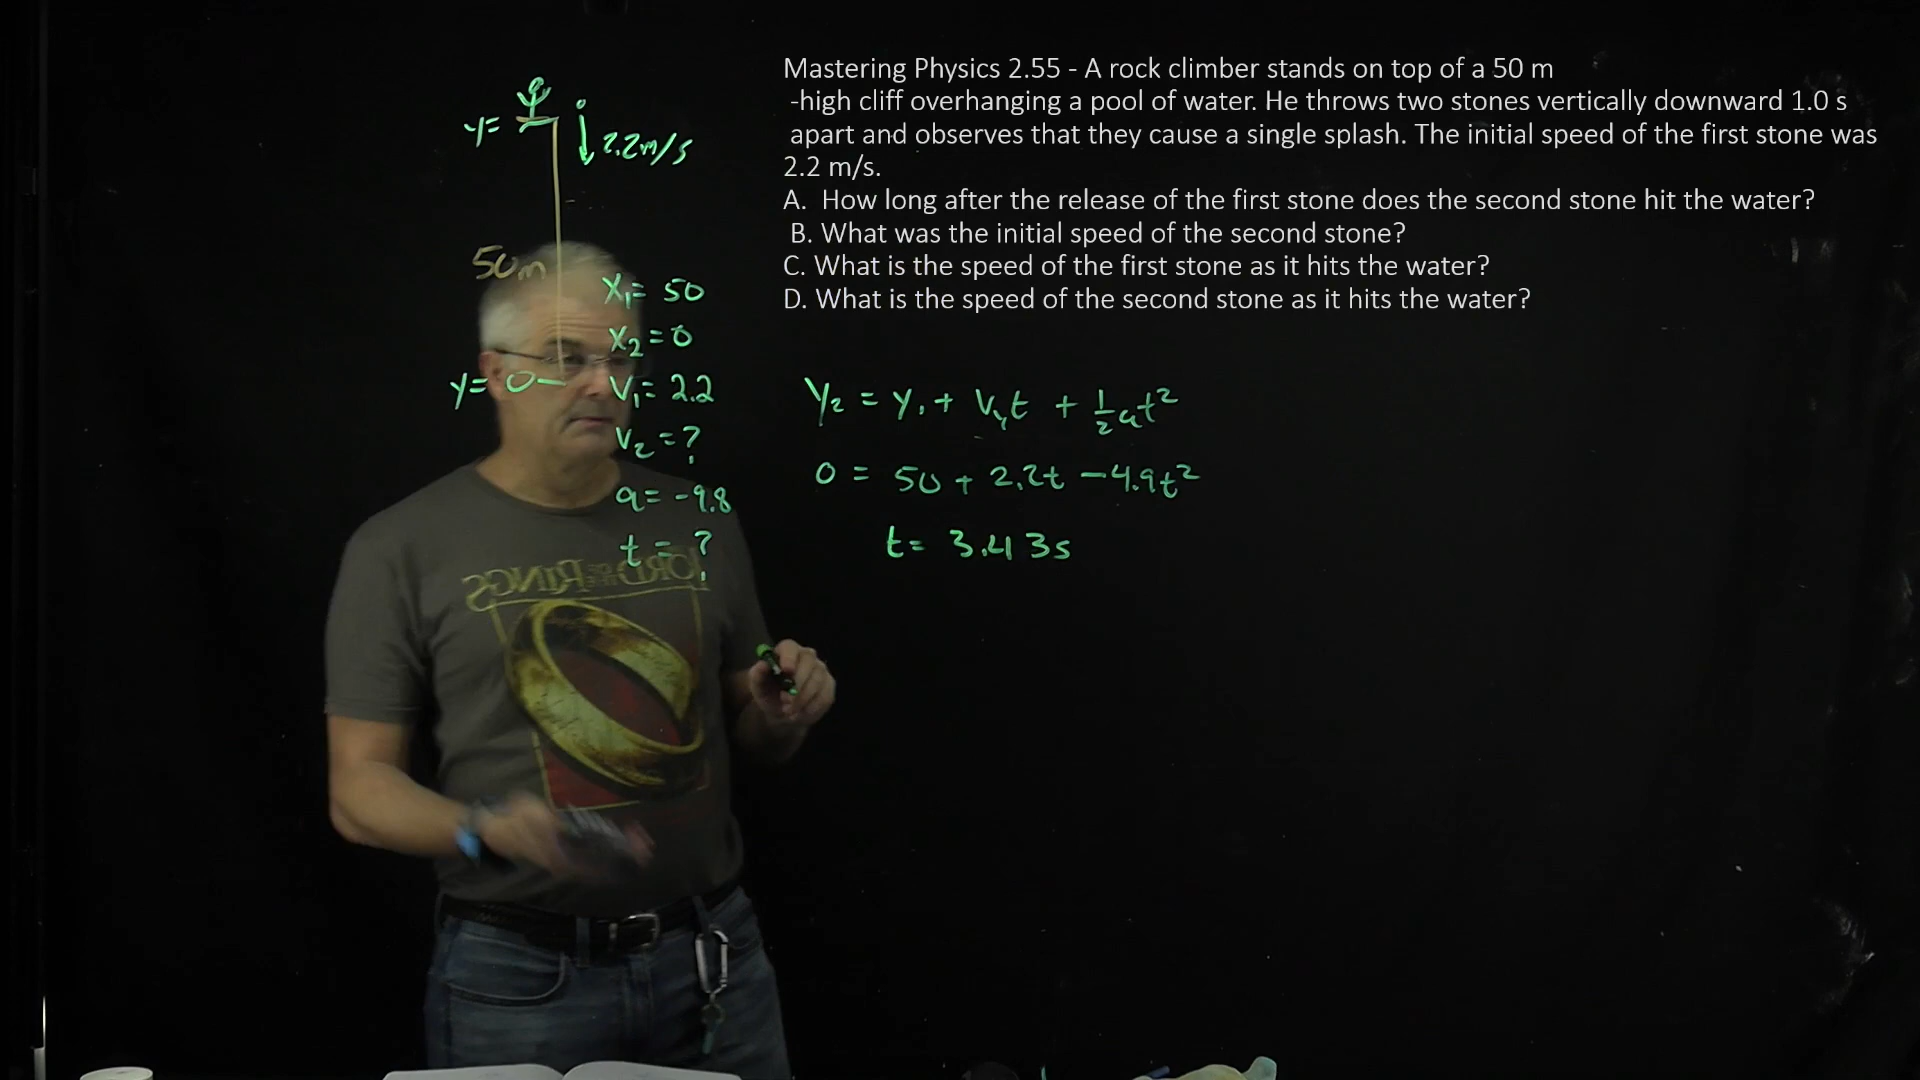 Mastering Physics 2.55 - A rock climber stands on top of a 50 m
-high cliff overhanging a pool of water. He throws two stones vertically downward 1.0 s
apart and observes that they cause a single splash. The initial speed of the first stone was
2.2 m/s.
A. How long after the release of the first stone does the second stone hit the water?
B. What was the initial speed of the second stone?
C. What is the speed of the first stone as it hits the water?
D. What is the speed of the second stone as it hits the water?
y=
2.2m/s
50m
y= 0
x₁= 50
x₂=0
v₁= 2.2
v₂=?
a= -9.8
t = ?
y₂ = y₁ + v₁t + ½at²
0 = 50 + 2.2t -4.9t²
t= 3.43s
LORD OF THE RINGS